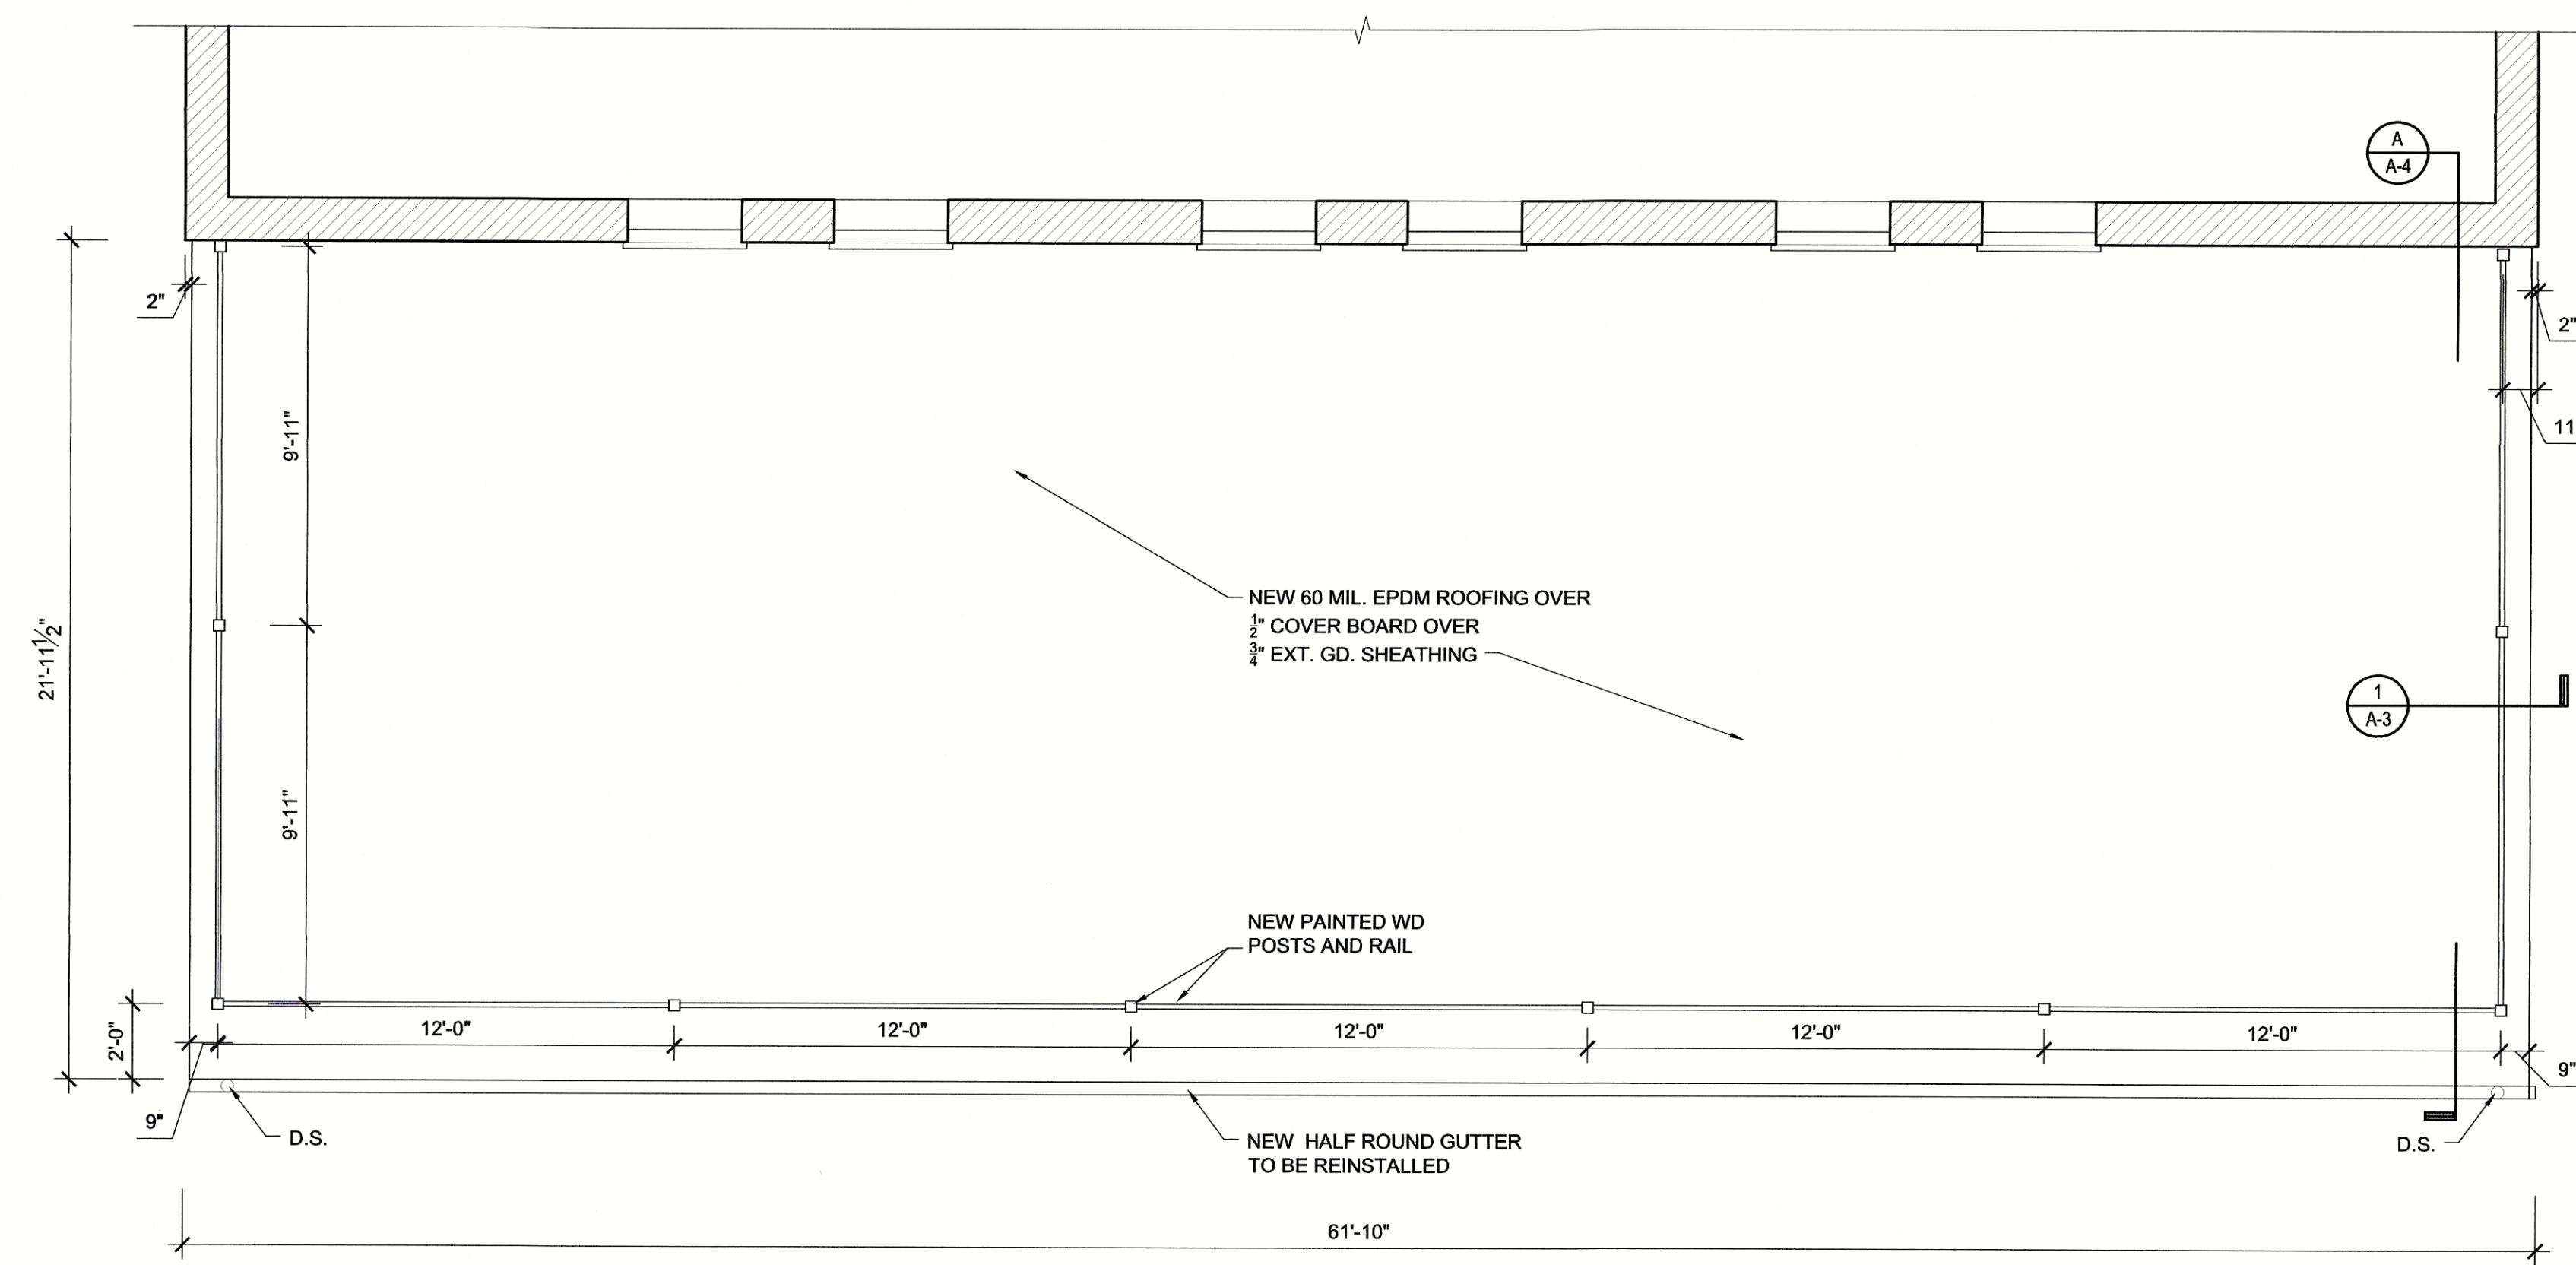 A
A-4
2"
2"
9'-11"
11
NEW 60 MIL. EPDM ROOFING OVER
1/2" COVER BOARD OVER
3/4" EXT. GD. SHEATHING
21'-11 1/2"
1
A-3
9'-11"
NEW PAINTED WD
POSTS AND RAIL
2'-0"
12'-0"
12'-0"
12'-0"
12'-0"
12'-0"
9"
9"
D.S.
NEW HALF ROUND GUTTER
TO BE REINSTALLED
D.S.
61'-10"